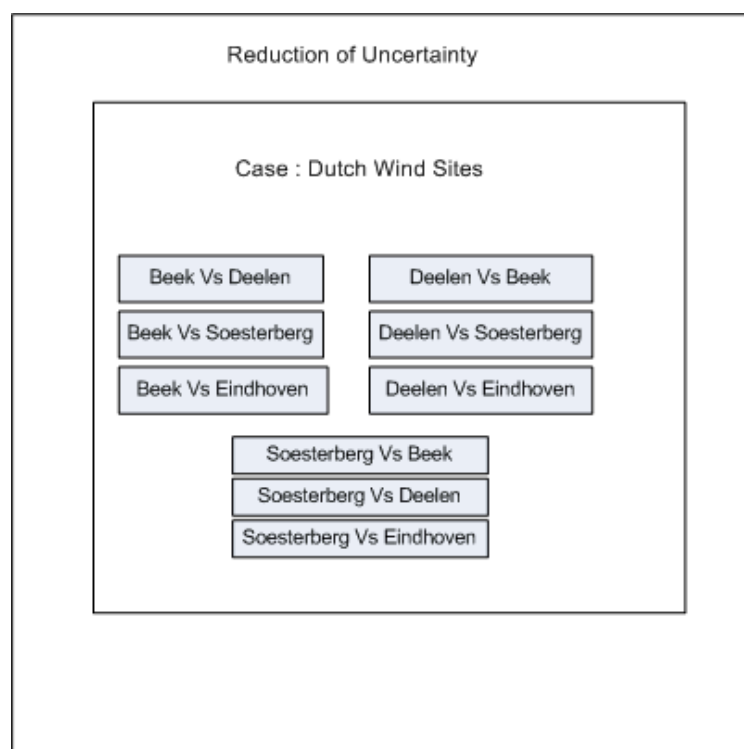 Reduction of Uncertainty
Case : Dutch Wind Sites
Beek Vs Deelen
Deelen Vs Beek
Beek Vs Soesterberg
Deelen Vs Soesterberg
Beek Vs Eindhoven
Deelen Vs Eindhoven
Soesterberg Vs Beek
Soesterberg Vs Deelen
Soesterberg Vs Eindhoven